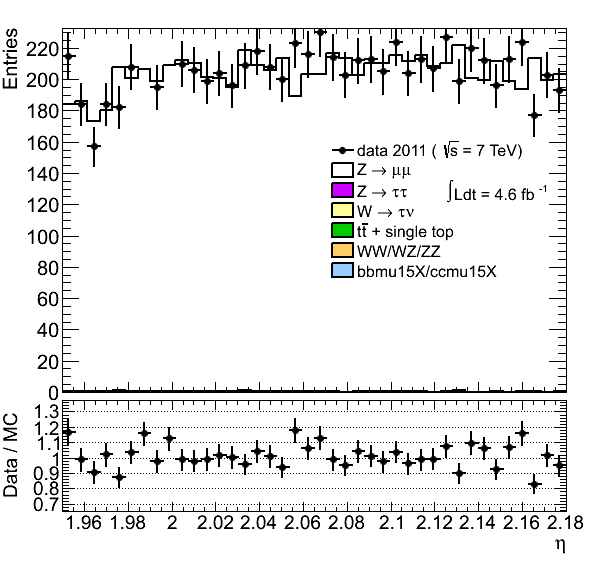 Entries
220
200
180
160
140
120
100
80
60
40
20
0
data 2011 ( √s = 7 TeV)
Z → μμ
Z → ττ
∫Ldt = 4.6 fb⁻¹
W → τν
tt̄ + single top
WW/WZ/ZZ
bbmu15X/ccmu15X
Data / MC
1.3
1.2
1.1
1
0.9
0.8
0.7
1.96 1.98 2 2.02 2.04 2.06 2.08 2.1 2.12 2.14 2.16 2.18
η